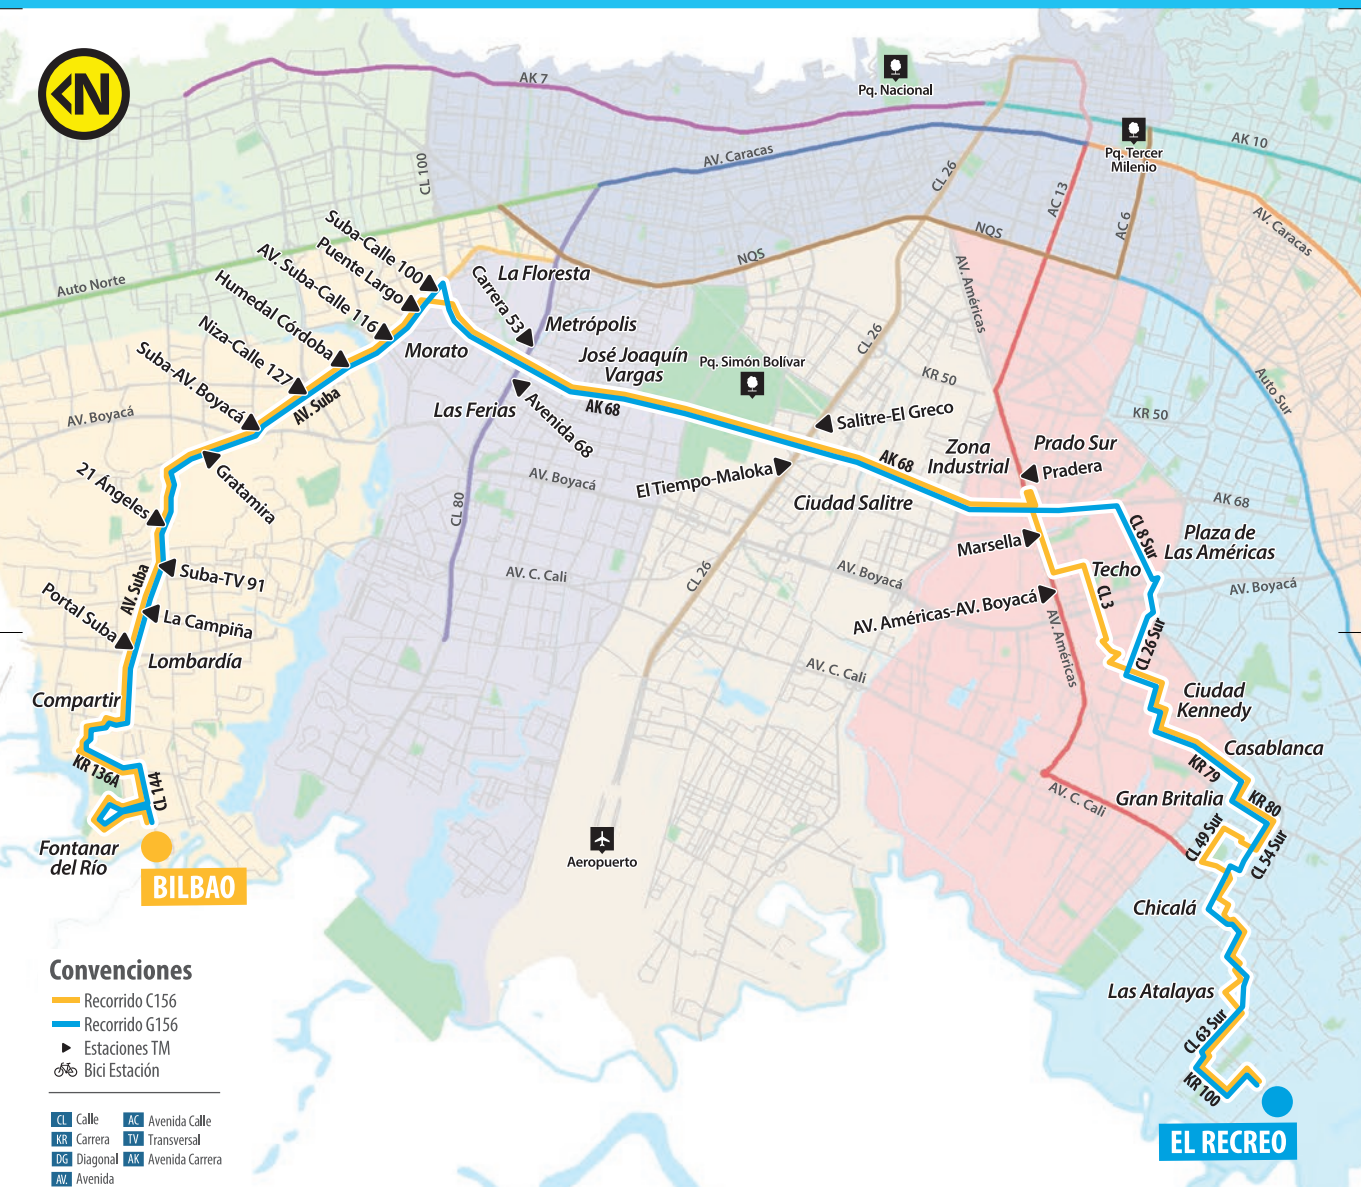 N
AK 7
Pq. Nacional
CL 100
AV. Caracas
CL 26
Pq. Tercer
Milenio
AK 10
AC 13
AC 6
AV. Caracas
NQS
NQS
AV. Américas
Auto Norte
Suba-Calle 100
Puente Largo
AV. Suba-Calle 116
Humedal Córdoba
Niza-Calle 127
Suba-AV. Boyacá
La Floresta
Carrera 53
Metrópolis
Morato
José Joaquín
Vargas
Pq. Simón Bolívar
CL 26
KR 50
KR 50
Auto Sur
AV. Boyacá
AV. Suba
Las Ferias
Avenida 68
AK 68
Salitre-El Greco
Zona
Industrial
Prado Sur
Pradera
AK 68
El Tiempo-Maloka
Ciudad Salitre
AK 68
Gratamira
21 Ángeles
AV. Boyacá
CL 80
CL 8 Sur
Plaza de
Las Américas
Marsella
Techo
AV. Boyacá
AV. Boyacá
AV. C. Cali
CL 26
CL 3
AV. Américas-AV. Boyacá
Suba-TV 91
AV. Suba
La Campiña
Portal Suba
Lombardía
AV. C. Cali
AV. Américas
CL 26 Sur
Compartir
Ciudad
Kennedy
Casablanca
KR 136A
CL 144
KR 79
KR 80
AV. C. Cali
Gran Britalia
CL 49 Sur
CL 54 Sur
Fontanar
del Río
BILBAO
Aeropuerto
Chicalá
Las Atalayas
CL 63 Sur
KR 100
EL RECREO
Convenciones
Recorrido C156
Recorrido G156
Estaciones TM
Bici Estación
CL Calle
AC Avenida Calle
KR Carrera
TV Transversal
DG Diagonal
AK Avenida Carrera
AV. Avenida